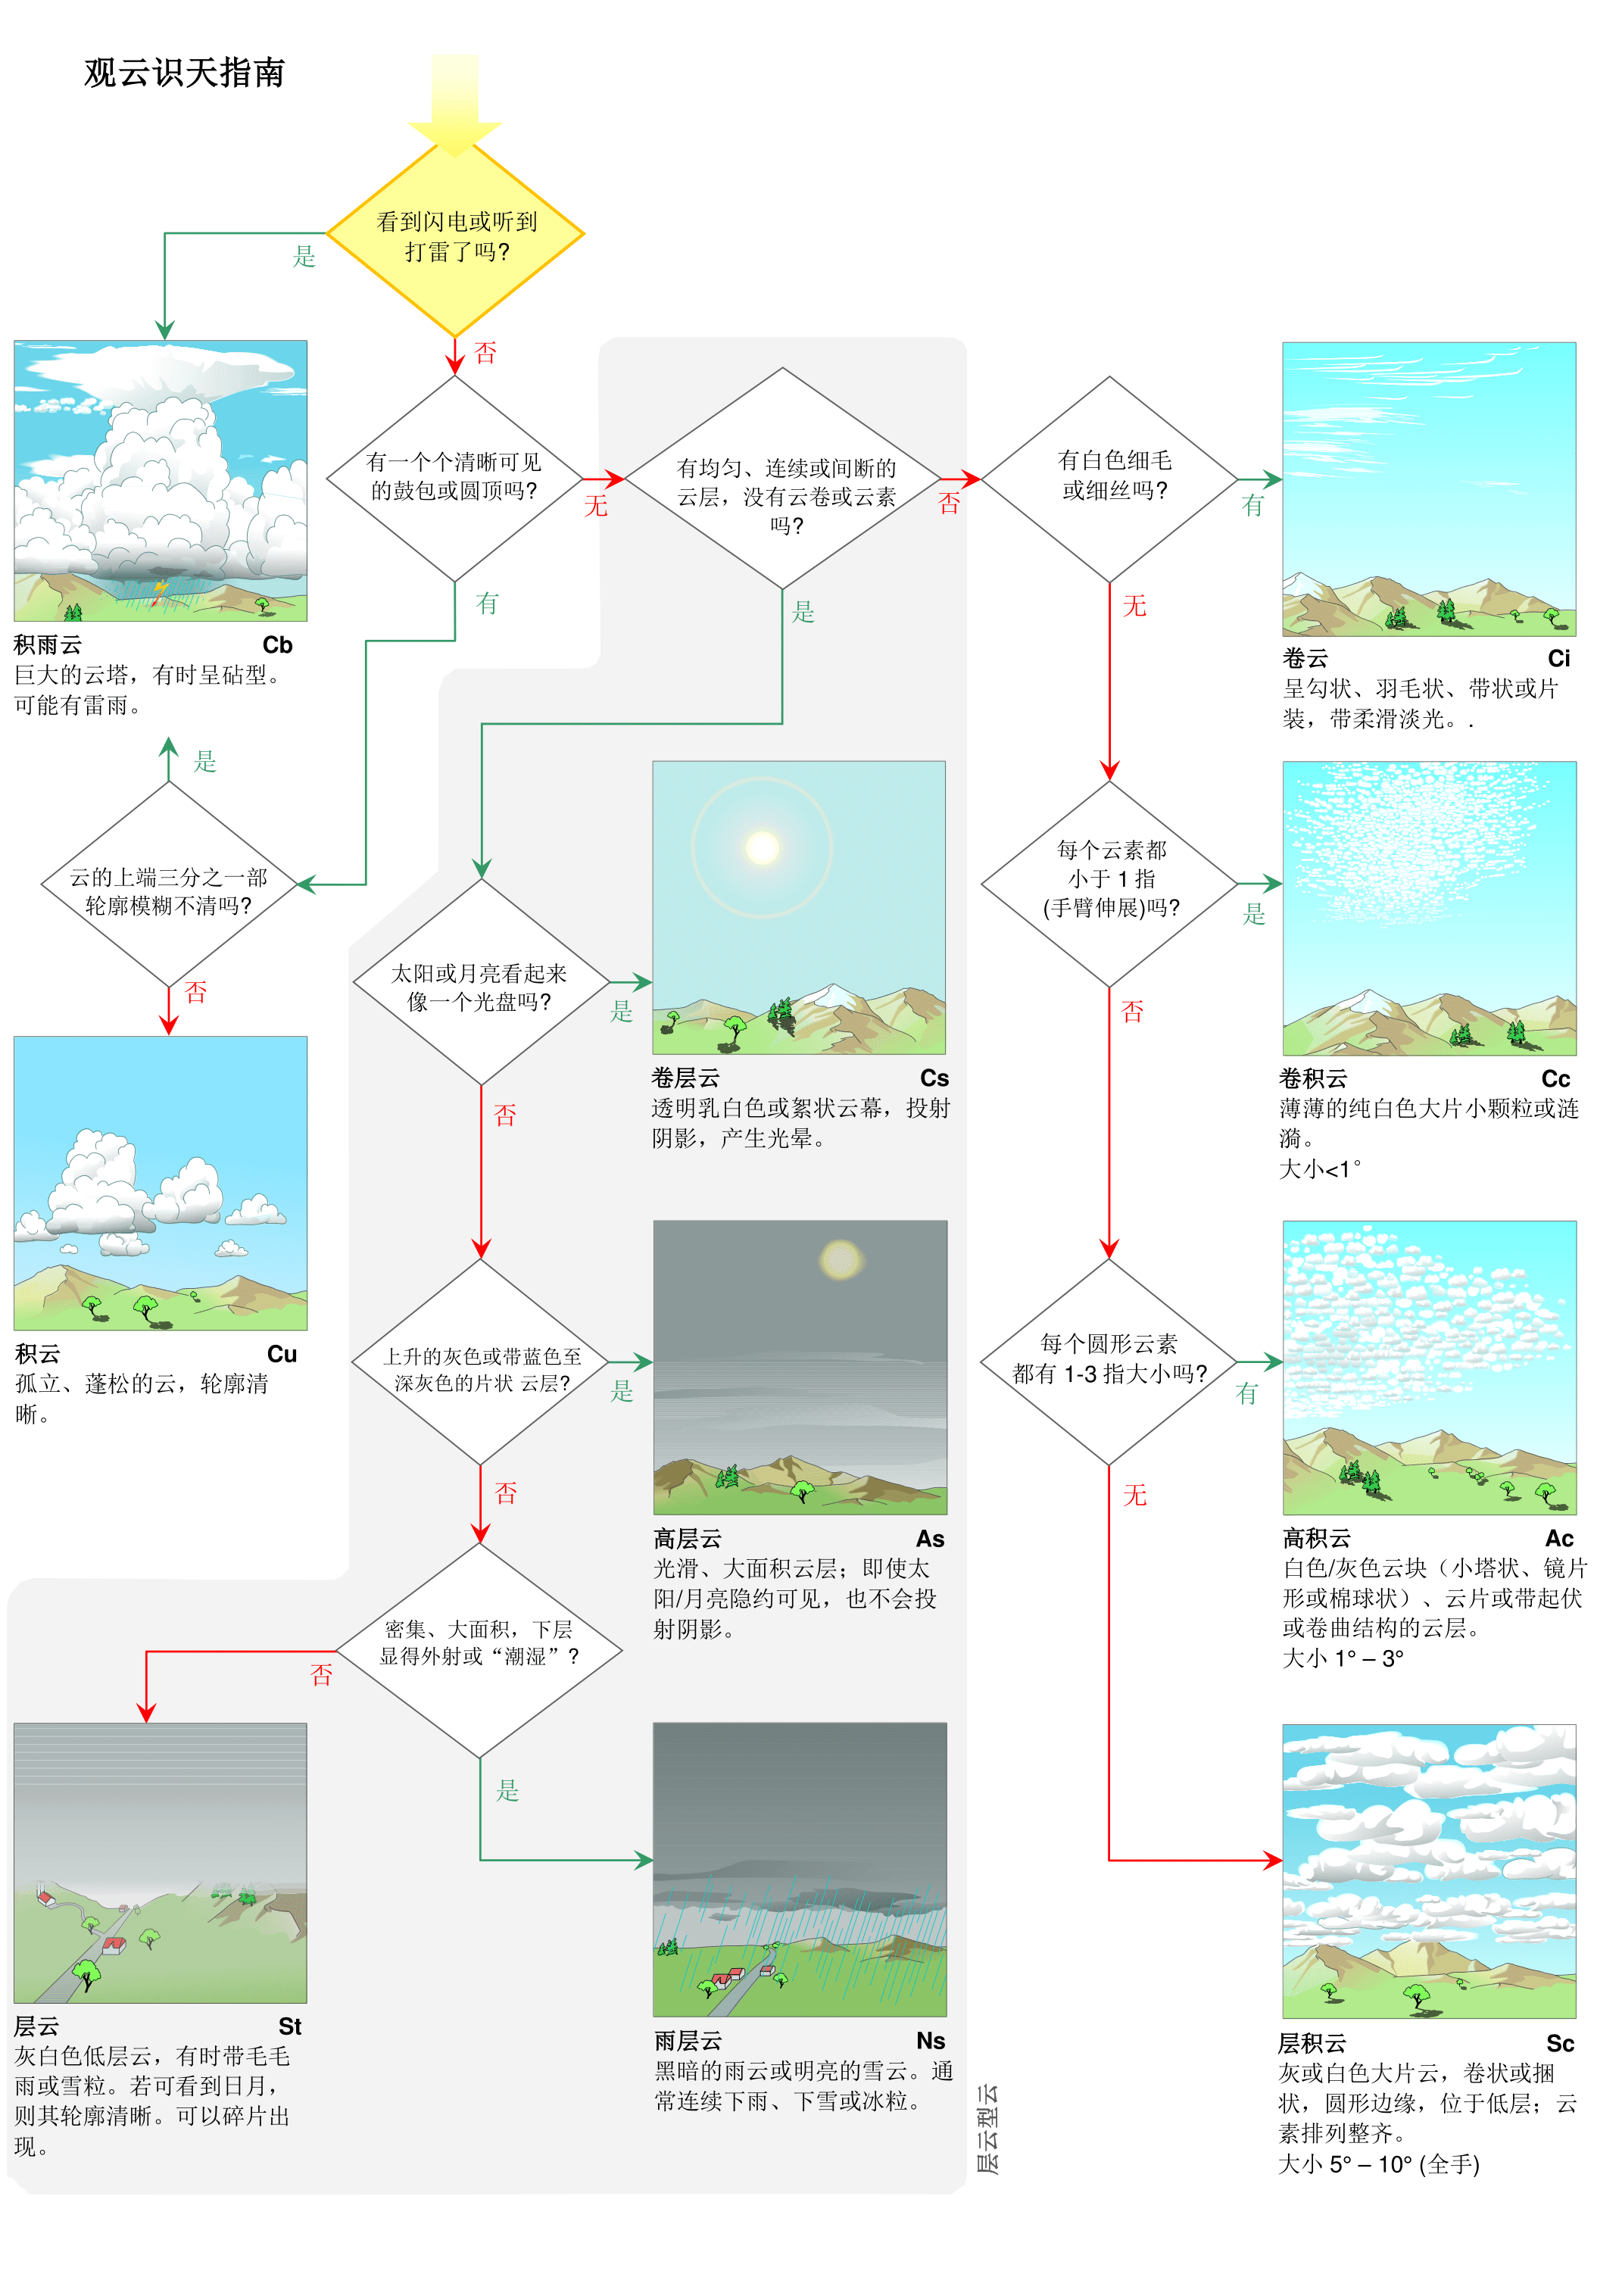 观云识天指南
看到闪电或听到
打雷了吗?
是
否
有一个个清晰可见
的鼓包或圆顶吗?
无
有
有均匀、连续或间断的
云层，没有云卷或云素
吗?
否
是
有白色细毛
或细丝吗?
有
无
积雨云 Cb
巨大的云塔，有时呈砧型。
可能有雷雨。
卷云 Ci
呈勾状、羽毛状、带状或片
装，带柔滑淡光。.
是
云的上端三分之一部
轮廓模糊不清吗?
否
每个云素都
小于 1 指
(手臂伸展)吗?
是
否
太阳或月亮看起来
像一个光盘吗?
是
否
卷层云 Cs
透明乳白色或絮状云幕，投射
阴影，产生光晕。
卷积云 Cc
薄薄的纯白色大片小颗粒或涟
漪。
大小<1°
积云 Cu
孤立、蓬松的云，轮廓清
晰。
上升的灰色或带蓝色至
深灰色的片状 云层?
是
否
每个圆形云素
都有 1-3 指大小吗?
有
无
高层云 As
光滑、大面积云层；即使太
阳/月亮隐约可见，也不会投
射阴影。
高积云 Ac
白色/灰色云块（小塔状、镜片
形或棉球状）、云片或带起伏
或卷曲结构的云层。
大小 1° – 3°
密集、大面积，下层
显得外射或“潮湿”?
否
是
层云 St
灰白色低层云，有时带毛毛
雨或雪粒。若可看到日月，
则其轮廓清晰。可以碎片出
现。
雨层云 Ns
黑暗的雨云或明亮的雪云。通
常连续下雨、下雪或冰粒。
层云型云
层积云 Sc
灰或白色大片云，卷状或捆
状，圆形边缘，位于低层；云
素排列整齐。
大小 5° – 10° (全手)